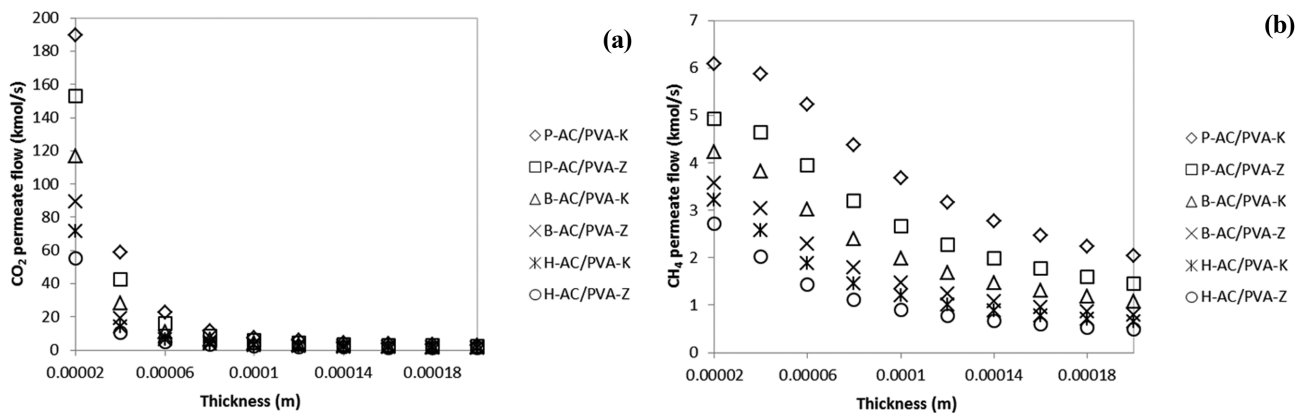 (a)
CO2 permeate flow (kmol/s)
200
180
160
140
120
100
80
60
40
20
0
0.00002 0.00006 0.0001 0.00014 0.00018
Thickness (m)
P-AC/PVA-K
P-AC/PVA-Z
B-AC/PVA-K
B-AC/PVA-Z
H-AC/PVA-K
H-AC/PVA-Z
(b)
CH4 permeate flow (kmol/s)
7
6
5
4
3
2
1
0
0.00002 0.00006 0.0001 0.00014 0.00018
Thickness (m)
P-AC/PVA-K
P-AC/PVA-Z
B-AC/PVA-K
B-AC/PVA-Z
H-AC/PVA-K
H-AC/PVA-Z